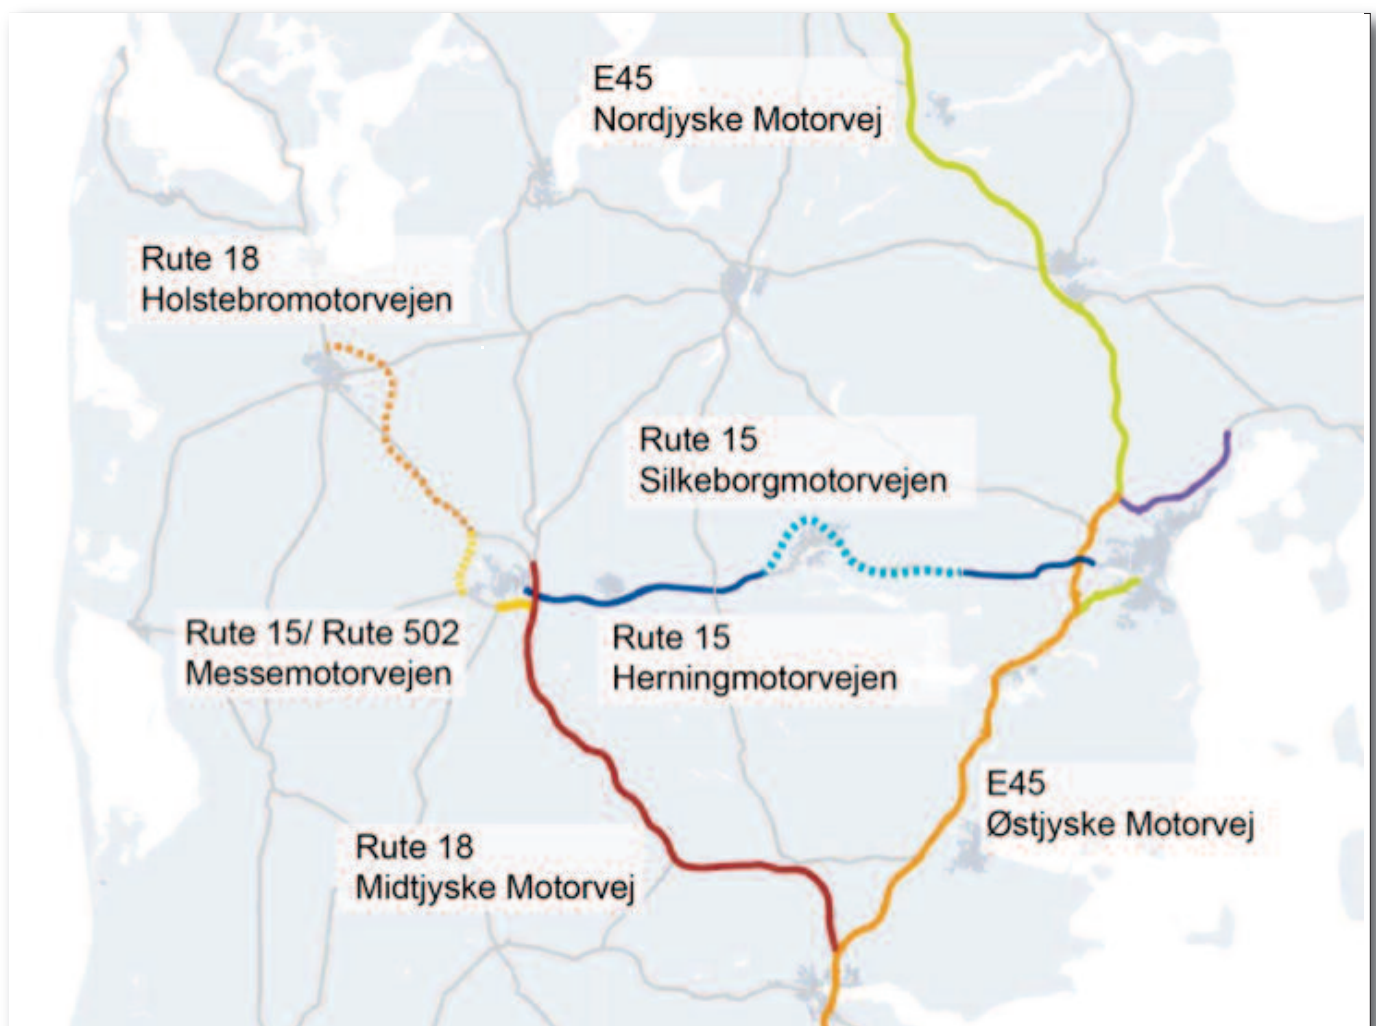 E45
Nordjyske Motorvej
Rute 18
Holstebromotorvejen
Rute 15
Silkeborgmotorvejen
Rute 15/ Rute 502
Messemotorvejen
Rute 15
Herningmotorvejen
E45
Østjyske Motorvej
Rute 18
Midtjyske Motorvej